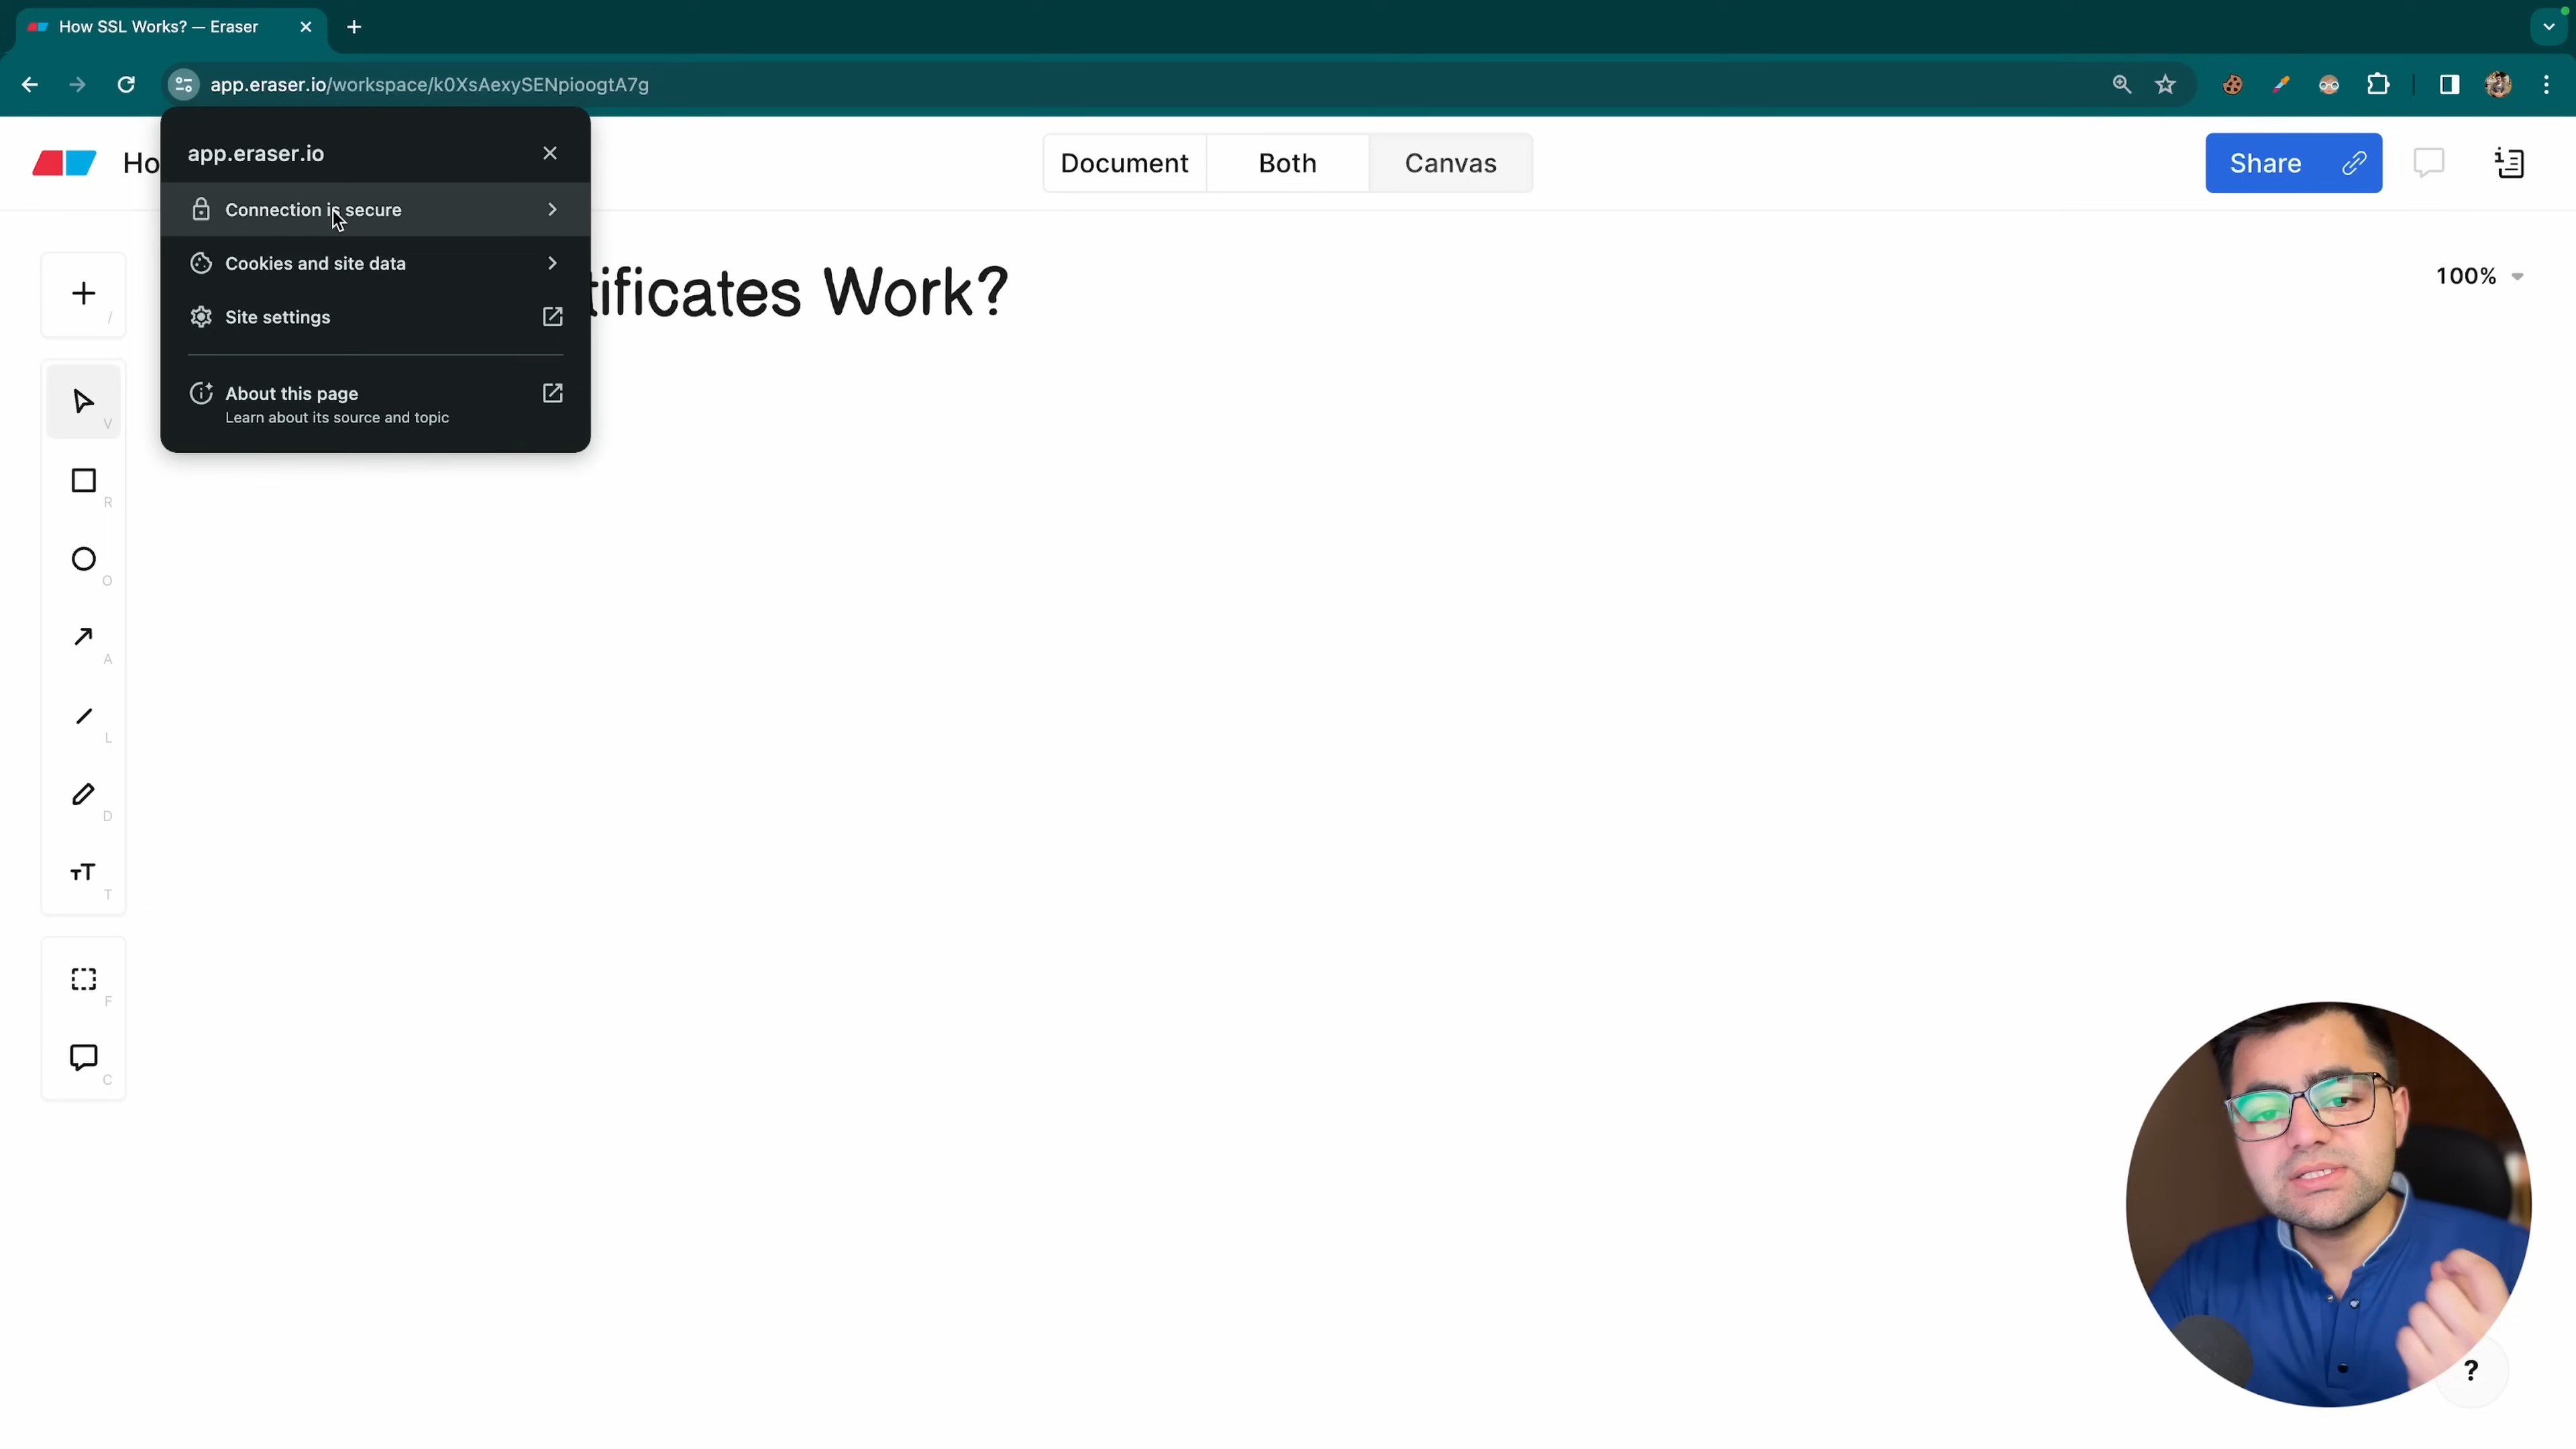 How SSL Works? — Eraser
app.eraser.io/workspace/k0XsAexySENpioogtA7g
app.eraser.io
Connection is secure
Cookies and site data
Site settings
About this page
Learn about its source and topic
Ho
Document
Both
Canvas
Share
tificates Work?
100%
/
V
R
O
A
L
D
TT
T
F
C
?